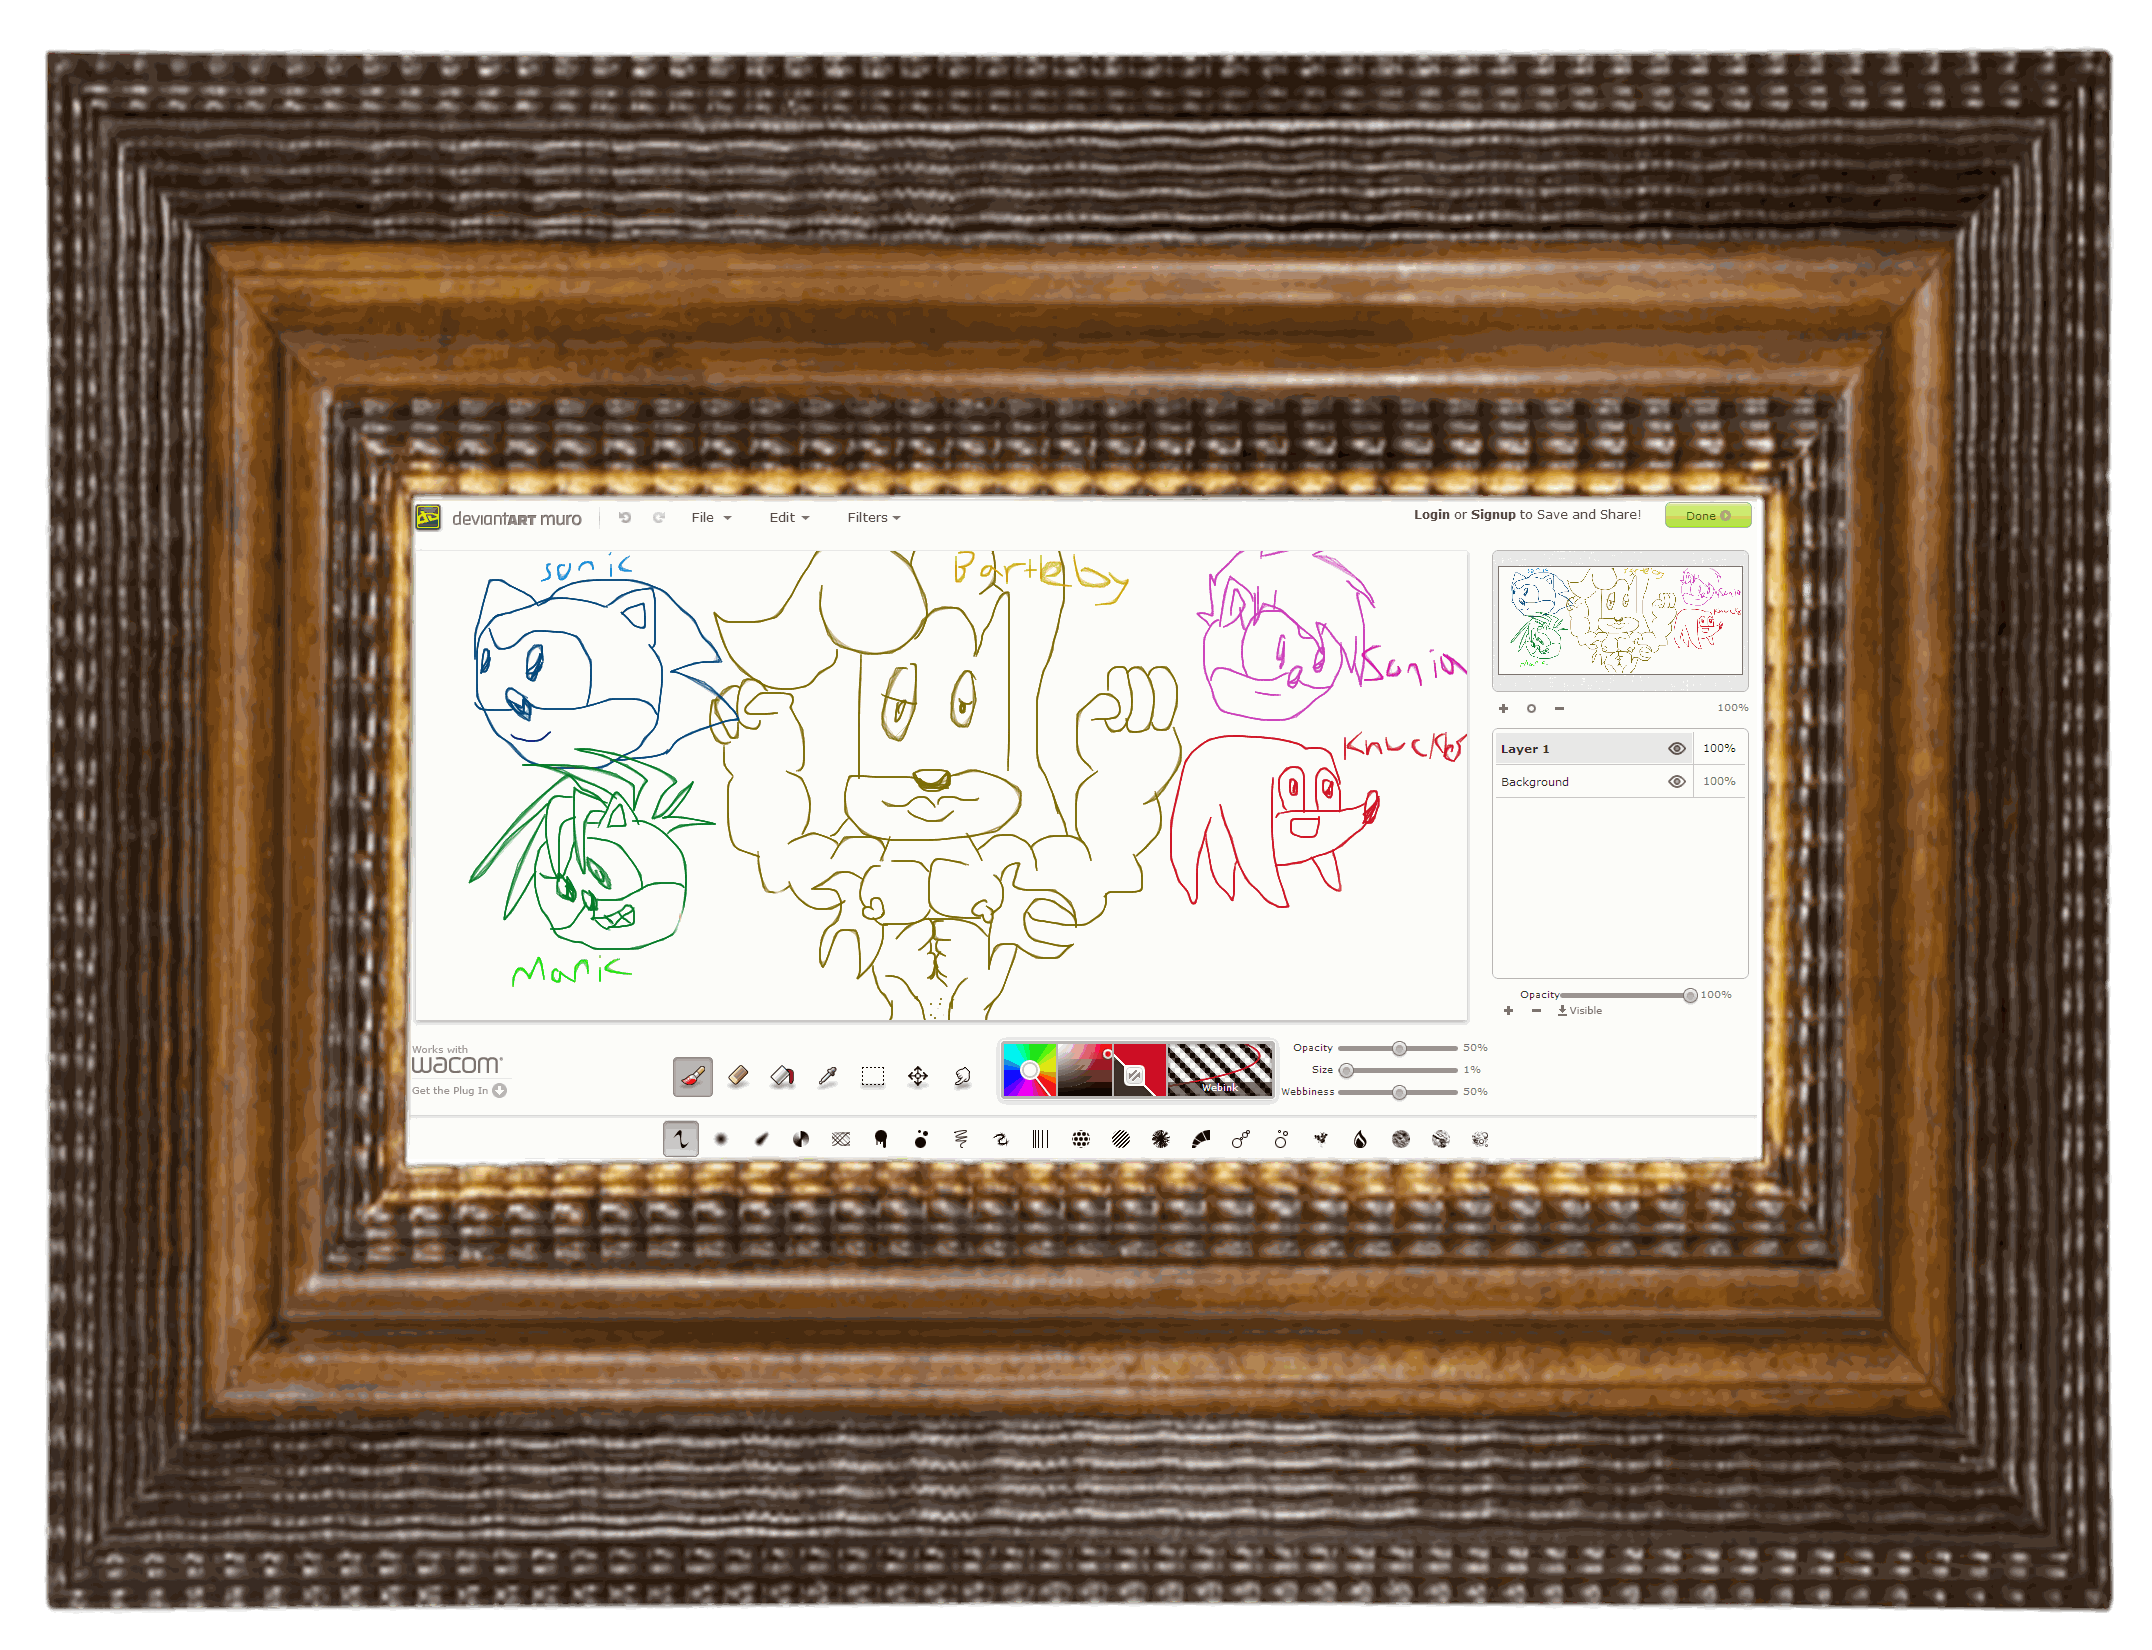 deviantART muro File Edit Filters Login or Signup to Save and Share! Done
sonic
Bartleby
Sonia
Knuckles
Manic
100%
Layer 1 100%
Background 100%
Opacity 100%
Visible
Works with
wacom
Get the Plug In
Webink
Opacity 50%
Size 1%
Webbiness 50%